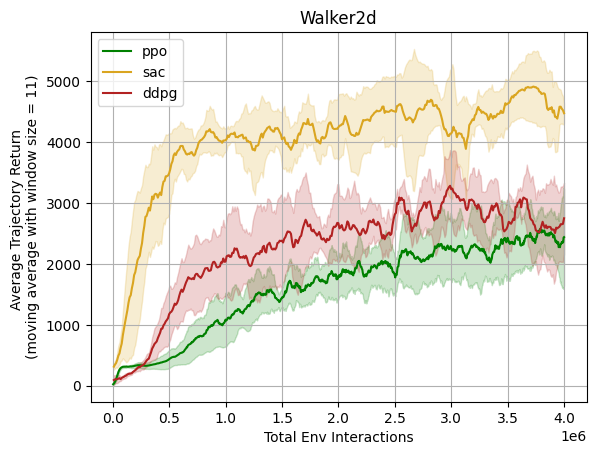 Walker2d
ppo
sac
ddpg
Average Trajectory Return
(moving average with window size = 11)
5000
4000
3000
2000
1000
0
0.0 0.5 1.0 1.5 2.0 2.5 3.0 3.5 4.0
1e6
Total Env Interactions